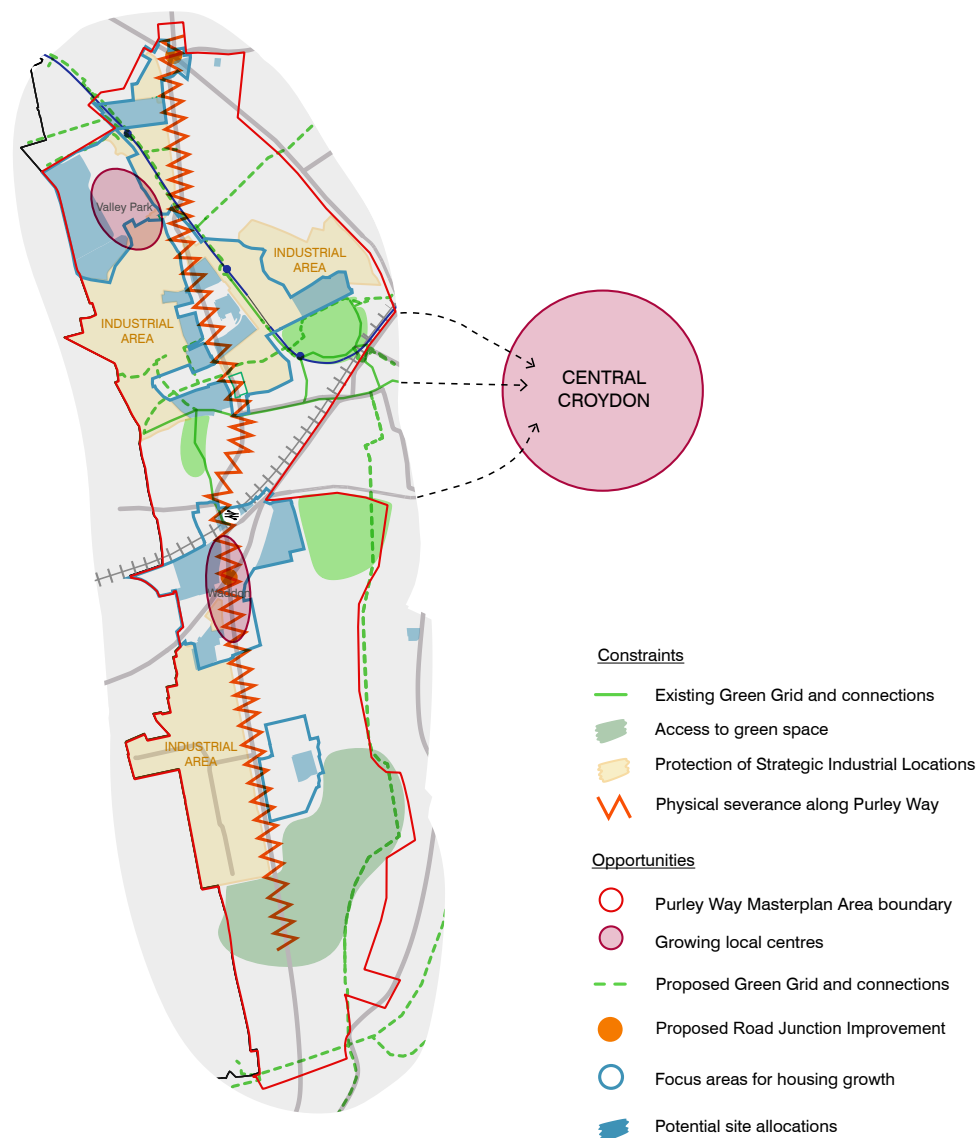 Valley Park
INDUSTRIAL
AREA
INDUSTRIAL
AREA
CENTRAL
CROYDON
Waddon
INDUSTRIAL
AREA
Constraints
Existing Green Grid and connections
Access to green space
Protection of Strategic Industrial Locations
Physical severance along Purley Way
Opportunities
Purley Way Masterplan Area boundary
Growing local centres
Proposed Green Grid and connections
Proposed Road Junction Improvement
Focus areas for housing growth
Potential site allocations